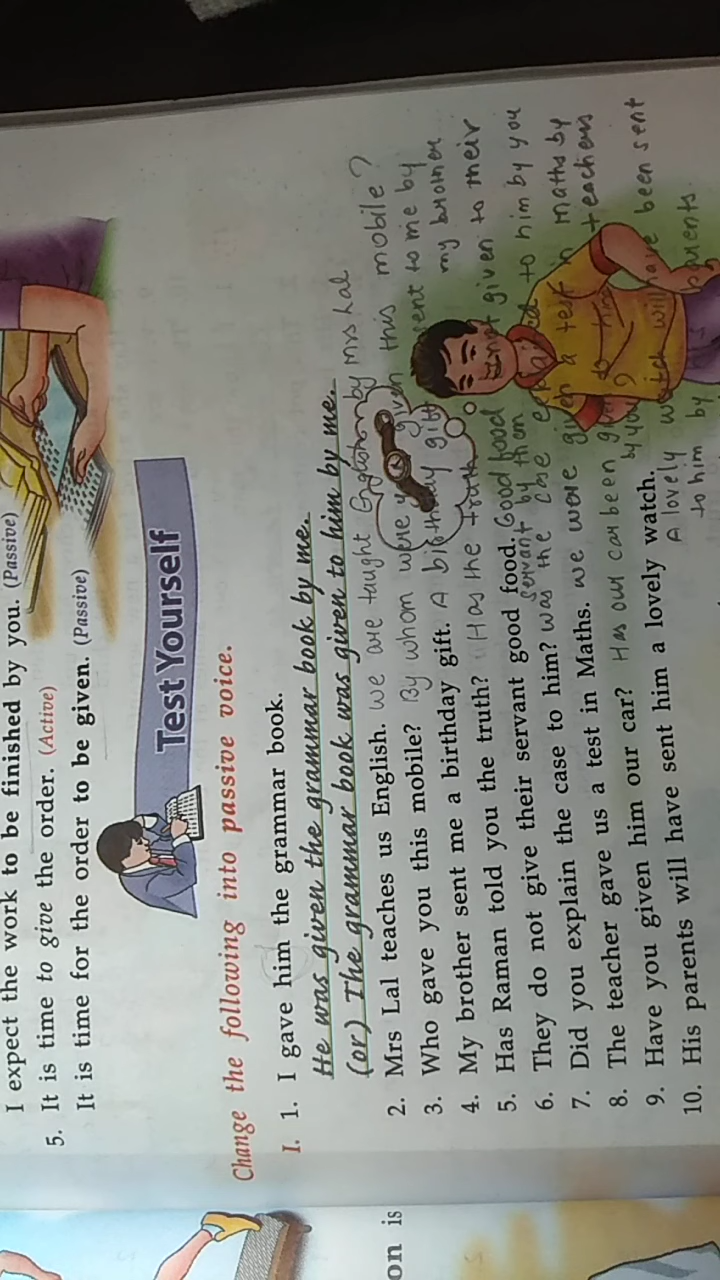 I expect the work to be finished by you. (Passive)
5. It is time to give the order. (Active)
It is time for the order to be given. (Passive)
Test Yourself
Change the following into passive voice.
I. 1. I gave him the grammar book.
He was given the grammar book by me.
(or) The grammar book was given to him by me.
2. Mrs Lal teaches us English. we are taught English by Mrs Lal
3. Who gave you this mobile? By whom were given this mobile?
4. My brother sent me a birthday gift. A birthday gift sent to me by my brother
5. Has Raman told you the truth? Has the truth
6. They do not give their servant good food. Good food not given to their servant by them
7. Did you explain the case to him? was the case to him by you
8. The teacher gave us a test in Maths. we were given a test in maths by teachers
9. Have you given him our car? Has our car been to him by you?
10. His parents will have sent him a lovely watch. A lovely watch will have been sent to him by parents.
on is